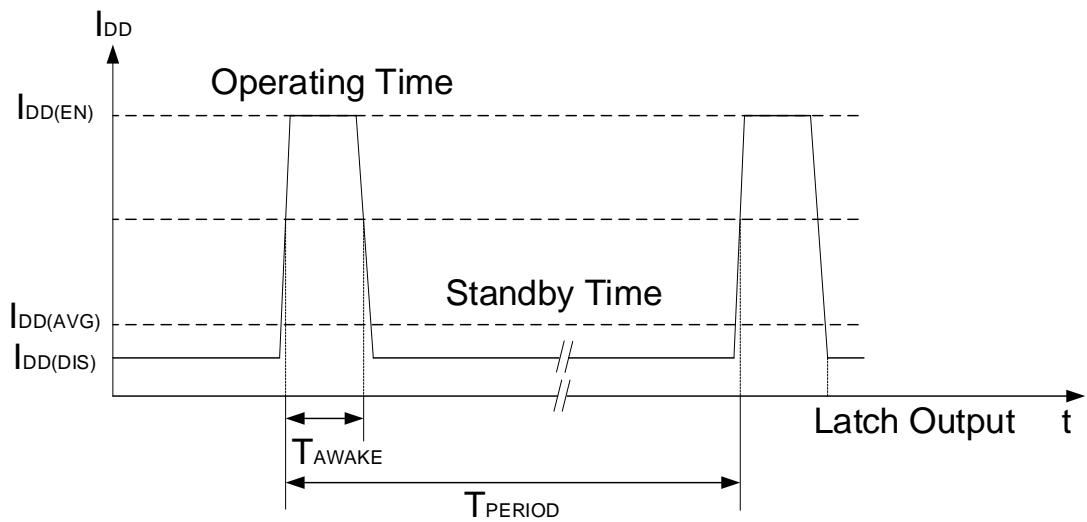 IDD
Operating Time
IDD(EN)
Standby Time
IDD(AVG)
IDD(DIS)
Latch Output t
TAWAKE
TPERIOD